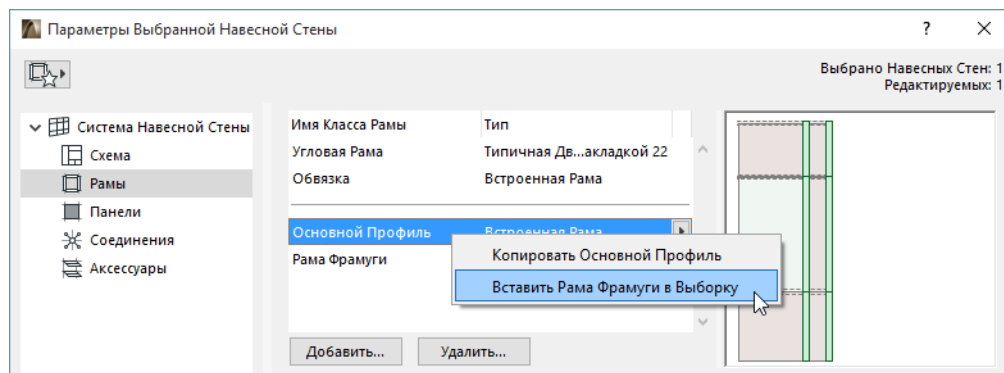 Параметры Выбранной Навесной Стены
?
Выбрано Навесных Стен: 1
Редактируемых: 1
Система Навесной Стены
Схема
Рамы
Панели
Соединения
Аксессуары
Имя Класса Рамы Тип
Угловая Рама Типичная Дв...акладкой 22
Обвязка Встроенная Рама
Основной Профиль Встроенная Рама
Рама Фрамуги
Копировать Основной Профиль
Вставить Рама Фрамуги в Выборку
Добавить... Удалить...